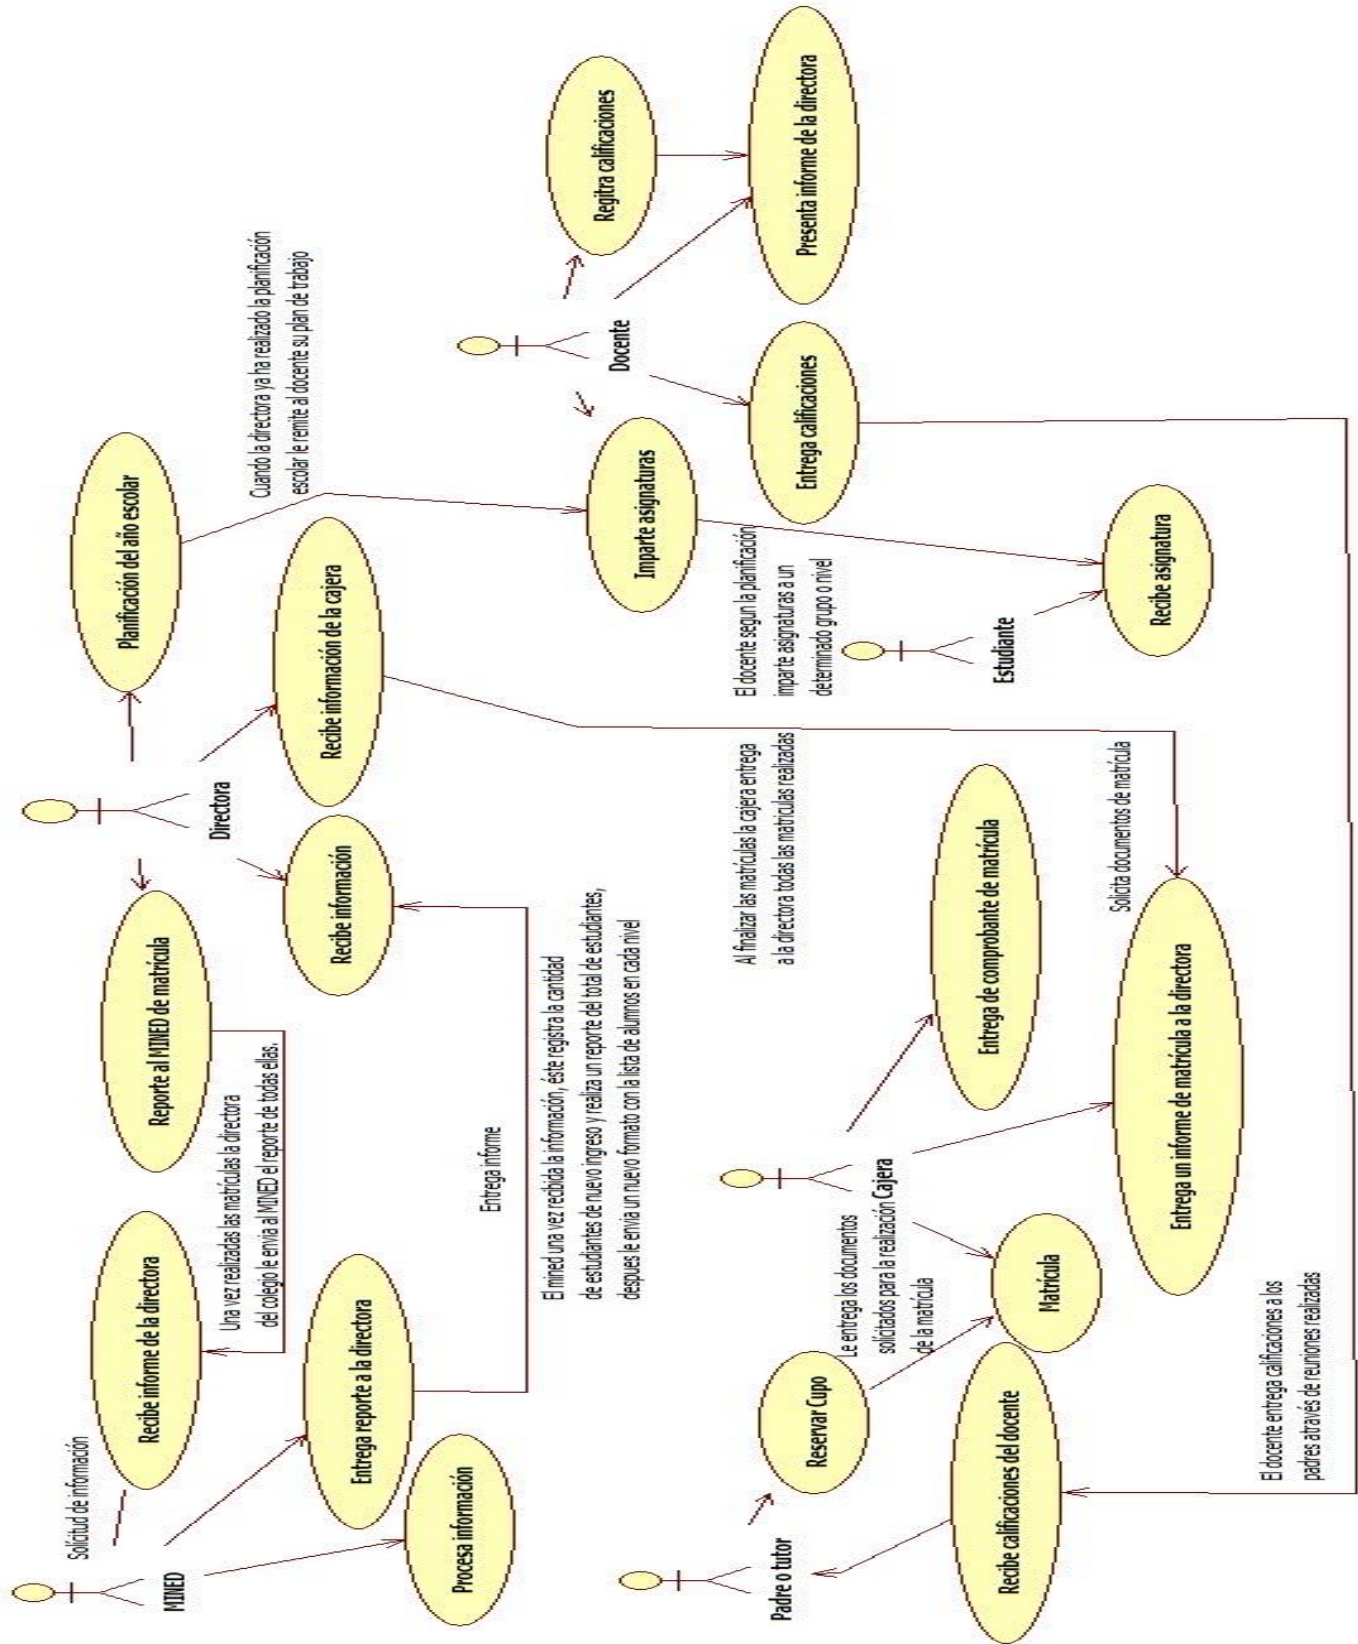 Solicitud de información
MINED
Recibe informe de la directora
Una vez realizadas las matrículas la directora
del colegio le envia al MINED el reporte de todas ellas.
Reporte al MINED de matrícula
Directora
Planificación del año escolar
Cuando la directora ya ha realizado la planificación
escolar le remite al docente su plan de trabajo
Entrega reporte a la directora
Procesa información
Entrega informe
Recibe información
Recibe información de la cajera
El mined una vez recibida la información, éste registra la cantidad
de estudiantes de nuevo ingreso y realiza un reporte del total de estudiantes,
despues le envia un nuevo formato con la lista de alumnos en cada nivel
Imparte asignaturas
Docente
Regitra calificaciones
Padre o tutor
Reservar Cupo
Le entrega los documentos
solicitados para la realización
de la matrícula
Cajera
Al finalizar las matrículas la cajera entrega
a la directora todas las matriculas realizadas
El docente segun la planificación
imparte asignaturas a un
determinado grupo o nivel
Entrega calificaciones
Presenta informe de la directora
Estudiante
Recibe calificaciones del docente
Matrícula
Entrega de comprobante de matrícula
Solicita documentos de matrícula
Entrega un informe de matrícula a la directora
Recibe asignatura
El docente entrega calificaciones a los
padres através de reuniones realizadas